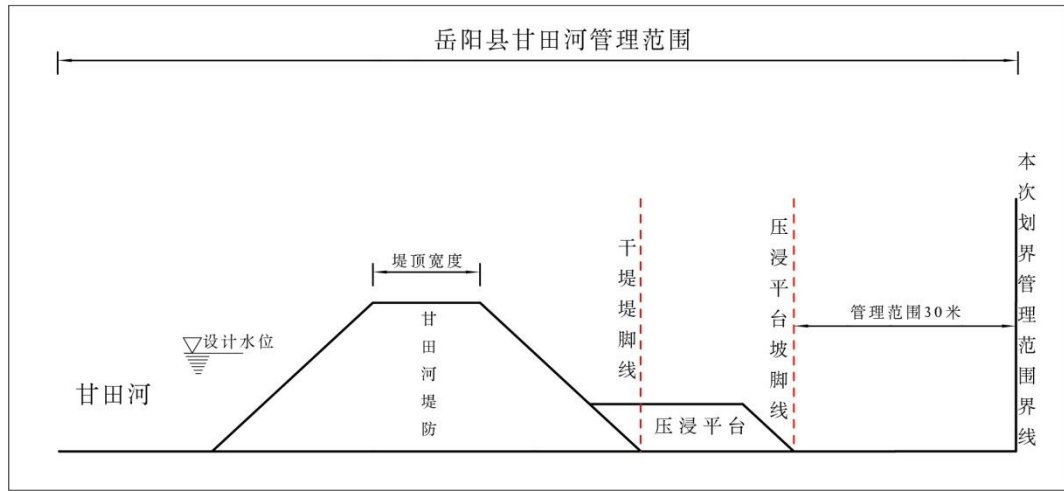 岳阳县甘田河管理范围
本次划界管理范围界线
压浸平台坡脚线
干堤堤脚线
堤顶宽度
管理范围30米
甘田河堤防
设计水位
甘田河
压浸平台